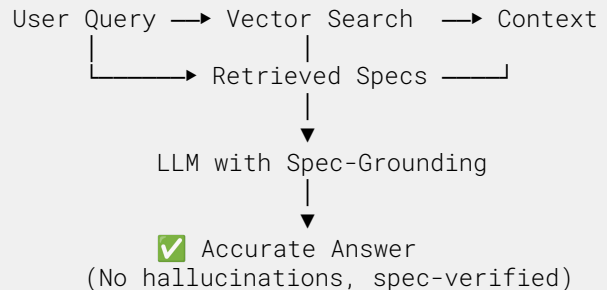 User Query ──▶ Vector Search ──▶ Context
Retrieved Specs
LLM with Spec-Grounding
✅ Accurate Answer
(No hallucinations, spec-verified)